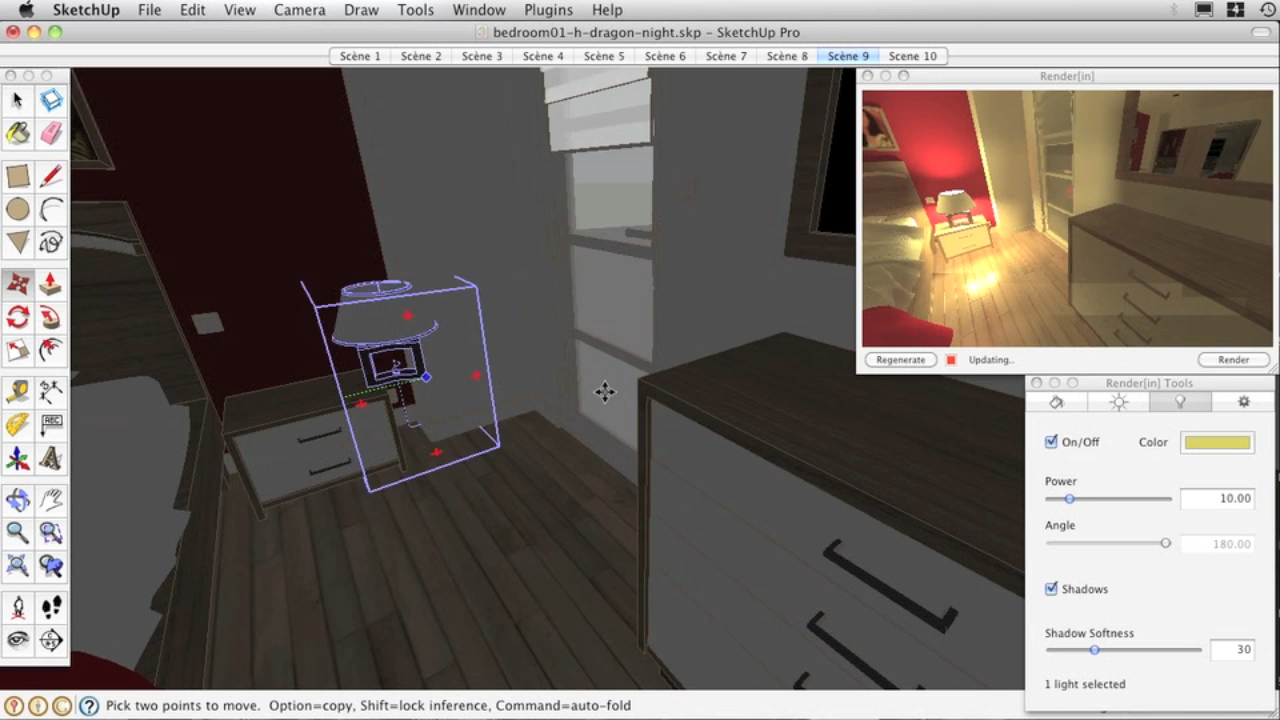 SketchUp File Edit View Camera Draw Tools Window Plugins Help
bedroom01-h-dragon-night.skp – SketchUp Pro
Scène 1 Scène 2 Scène 3 Scène 4 Scène 5 Scène 6 Scène 7 Scène 8 Scène 9 Scene 10
Render[in]
Regenerate Updating.. Render
Render[in] Tools
On/Off Color
Power
10.00
Angle
180.00
Shadows
Shadow Softness
30
1 light selected
ABC
Pick two points to move. Option=copy, Shift=lock inference, Command=auto-fold